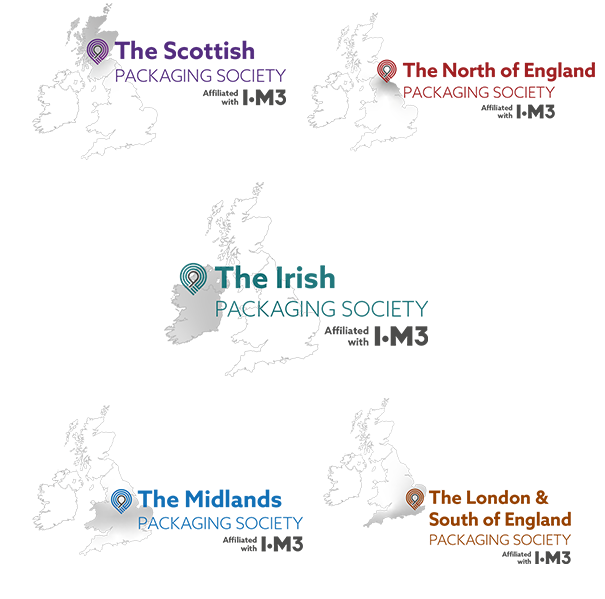 The Scottish
PACKAGING SOCIETY
Affiliated
with I·M3
The North of England
PACKAGING SOCIETY
Affiliated
with I·M3
The Irish
PACKAGING SOCIETY
Affiliated
with I·M3
The Midlands
PACKAGING SOCIETY
Affiliated
with I·M3
The London &
South of England
PACKAGING SOCIETY
Affiliated
with I·M3